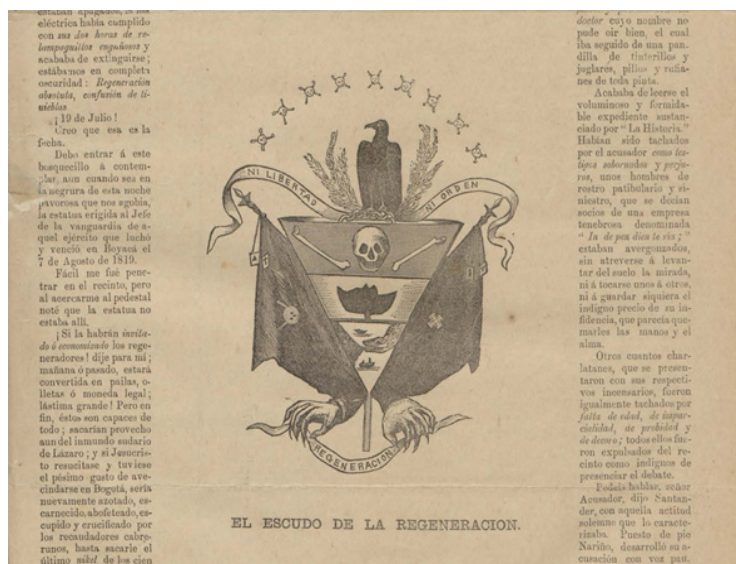 estaban apagados, la luz
eléctrica había cumplido
con sus dos horas de re-
lampaguillos engañosos y
acababa de extinguirse;
estábamos en completa
oscuridad: Regeneración
absoluta, confusión de ti-
nieblas
¡19 de Julio!
Creo que esa es la
fecha.
Debo entrar á este
bosquecillo á contem-
plar, aun cuando sea en
la negrura de esta noche
pavorosa que nos agobia,
la estatua erigida al Jefe
de la vanguardia de a-
quel ejército que luchó
y venció en Boyacá el
7 de Agosto de 1819.
Fácil me fué pene-
trar en el recinto, pero
al acercarme al pedestal
noté que la estatua no
estaba allí.
¡Si la habrán invita-
do ó economizado los rege-
neradores! dije para mí;
mañana ó pasado, estará
convertida en pailas, o-
lletas ó moneda legal;
lástima grande! Pero en
fin, éstos son capaces de
todo; sacarían provecho
aun del inmundo sudario
de Lázaro; y si Jesucris-
to resucitase y tuviese
el pésimo gusto de ave-
cindarse en Bogotá, sería
nuevamente azotado, es-
carnecido, abofeteado, es-
cupido y crucificado por
los recaudadores cabre-
runos, hasta sacarle el
último nikel de los cien
NI LIBERTAD
NI ORDEN
REGENERACION
EL ESCUDO DE LA REGENERACION.
doctor cuyo nombre no
pude oir bien, el cual
iba seguido de una pan-
dilla de tinterillos y
joglares, pillos y rufia-
nes de toda pinta.
Acababa de leerse el
voluminoso y formida-
ble expediente sustan-
ciado por "La Historia."
Habían sido tachados
por el acusador como tes-
tigos sobornados y perju-
ros, unos hombres de
rostro patibulario y si-
niestro, que se decían
socios de una empresa
tenebrosa denominada
estaban avergonzados,
sin atreverse á levan-
tar del suelo la mirada,
ni á tocarse unos á otros,
ni á guardar siquiera el
indigno precio de su in-
fidencia, que parecía que-
marles las manos y el
alma.
Otros cuantos char-
latanes, que se presen-
taron con sus respecti-
vos incensarios, fueron
igualmente tachados por
falta de edad, de impar-
cialidad, de probidad y
de decoro; todos ellos fue-
ron expulsados del re-
cinto como indignos de
presenciar el debate.
Podeis hablar, señor
Acusador, dijo Santan-
der, con aquella actitud
solemne que lo caracte-
rizaba. Puesto de pie
Nariño, desarrolló su a-
cusación con voz pau.